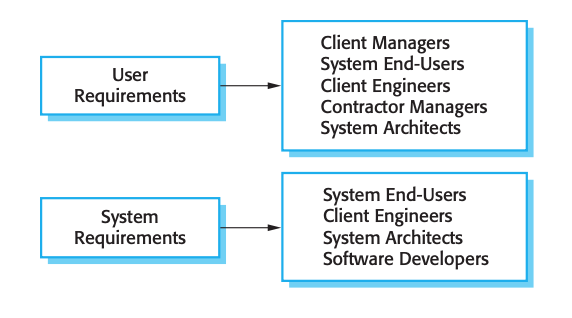 User
Requirements
Client Managers
System End-Users
Client Engineers
Contractor Managers
System Architects
System
Requirements
System End-Users
Client Engineers
System Architects
Software Developers